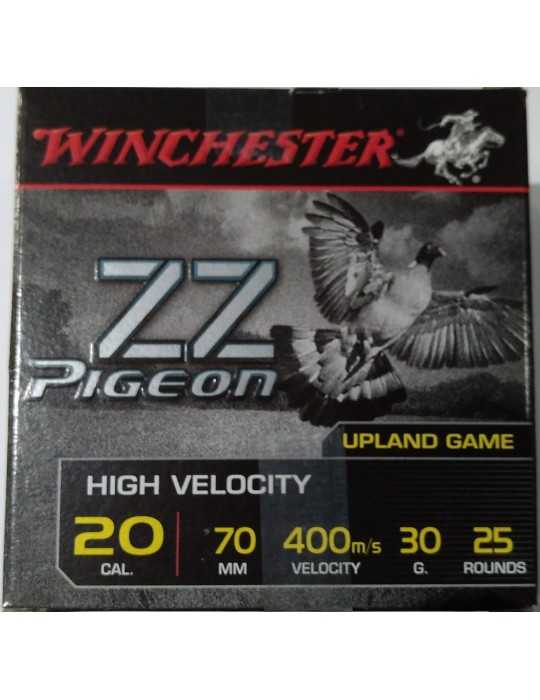 WINCHESTER®
ZZ
PIGEON
UPLAND GAME
HIGH VELOCITY
20 70 400m/s 30 25
CAL. MM VELOCITY G. ROUNDS